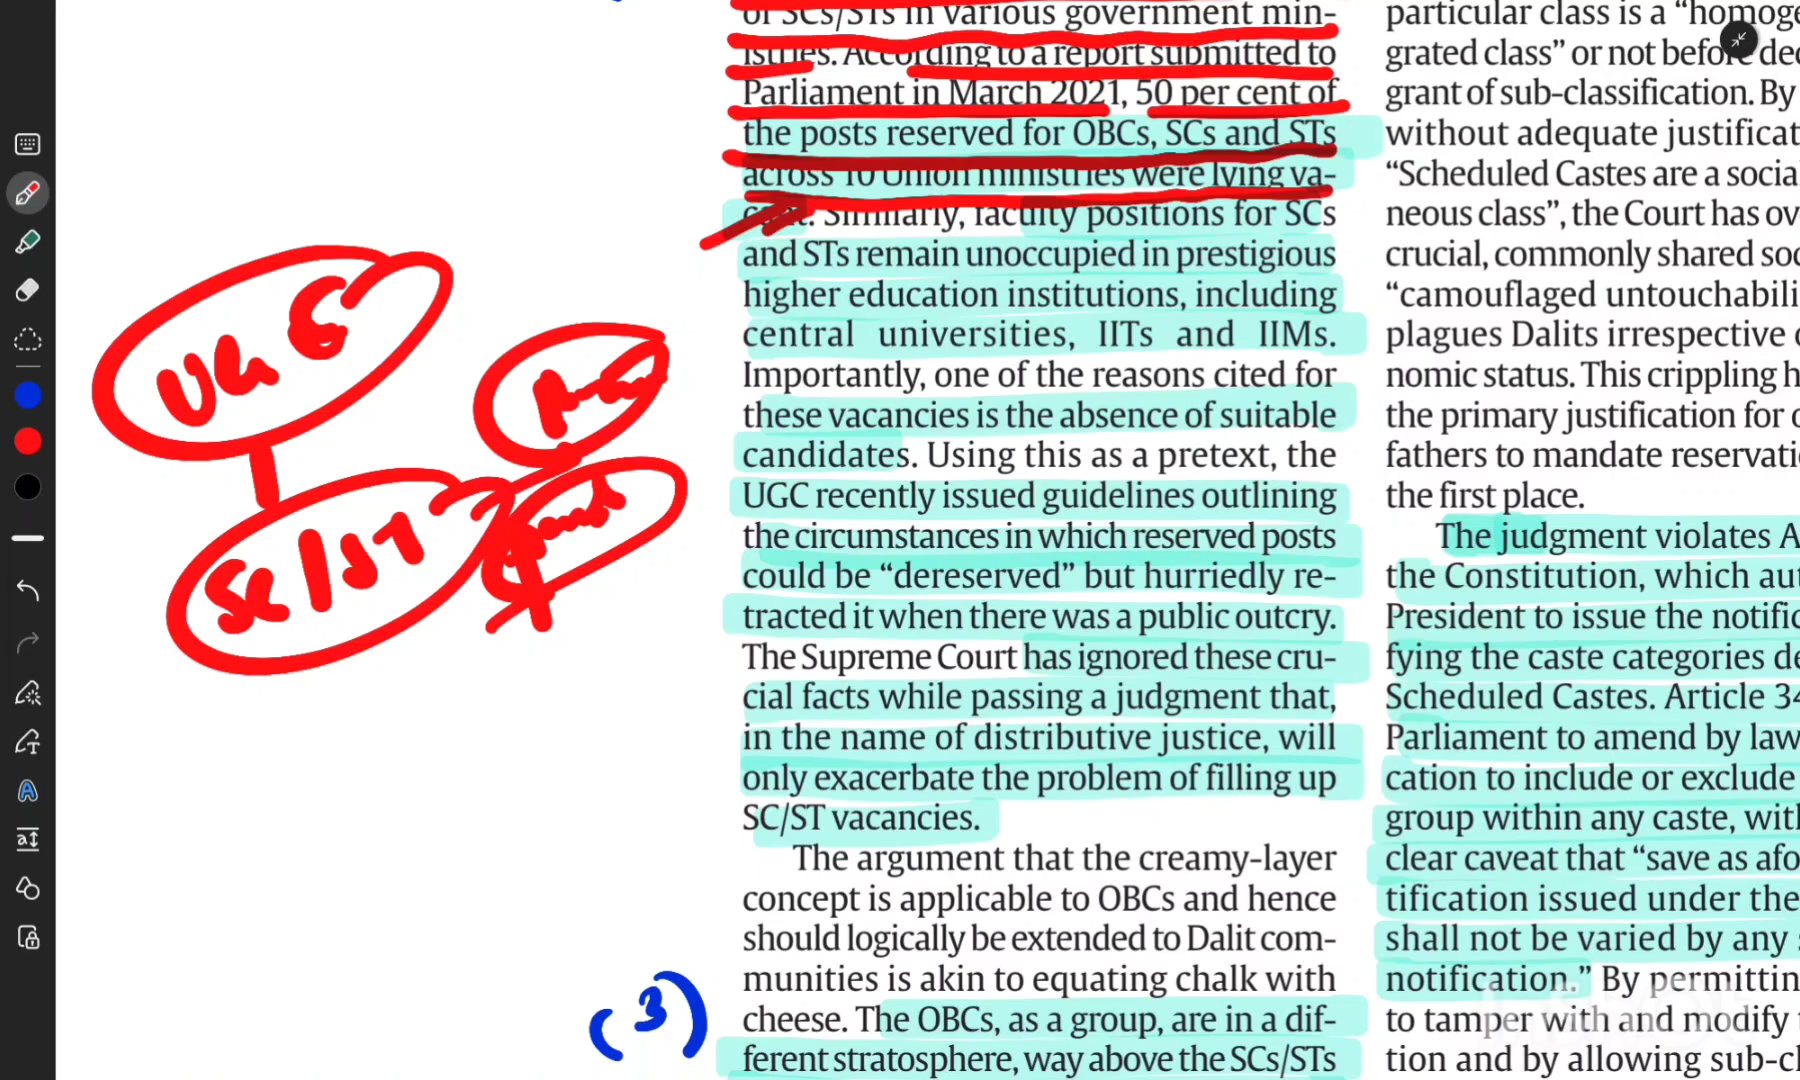 of SCs/STs in various government min-
istries. According to a report submitted to
Parliament in March 2021, 50 per cent of
the posts reserved for OBCs, SCs and STs
across 10 Union ministries were lying va-
cant. Similarly, faculty positions for SCs
and STs remain unoccupied in prestigious
higher education institutions, including
central universities, IITs and IIMs.
Importantly, one of the reasons cited for
these vacancies is the absence of suitable
candidates. Using this as a pretext, the
UGC recently issued guidelines outlining
the circumstances in which reserved posts
could be “dereserved” but hurriedly re-
tracted it when there was a public outcry.
The Supreme Court has ignored these cru-
cial facts while passing a judgment that,
in the name of distributive justice, will
only exacerbate the problem of filling up
SC/ST vacancies.
The argument that the creamy-layer
concept is applicable to OBCs and hence
should logically be extended to Dalit com-
munities is akin to equating chalk with
cheese. The OBCs, as a group, are in a dif-
ferent stratosphere, way above the SCs/STs
particular class is a “homoge
grated class” or not before dec
grant of sub-classification. By
without adequate justificat
“Scheduled Castes are a social
neous class”, the Court has ov
crucial, commonly shared soc
“camouflaged untouchabili
plagues Dalits irrespective o
nomic status. This crippling h
the primary justification for o
fathers to mandate reservati
the first place.
The judgment violates A
the Constitution, which aut
President to issue the notific
fying the caste categories de
Scheduled Castes. Article 34
Parliament to amend by law
cation to include or exclude
group within any caste, with
clear caveat that “save as afo
tification issued under the
shall not be varied by any s
notification.” By permittin
to tamper with and modify t
tion and by allowing sub-cl
UGC
SC/ST
(3)